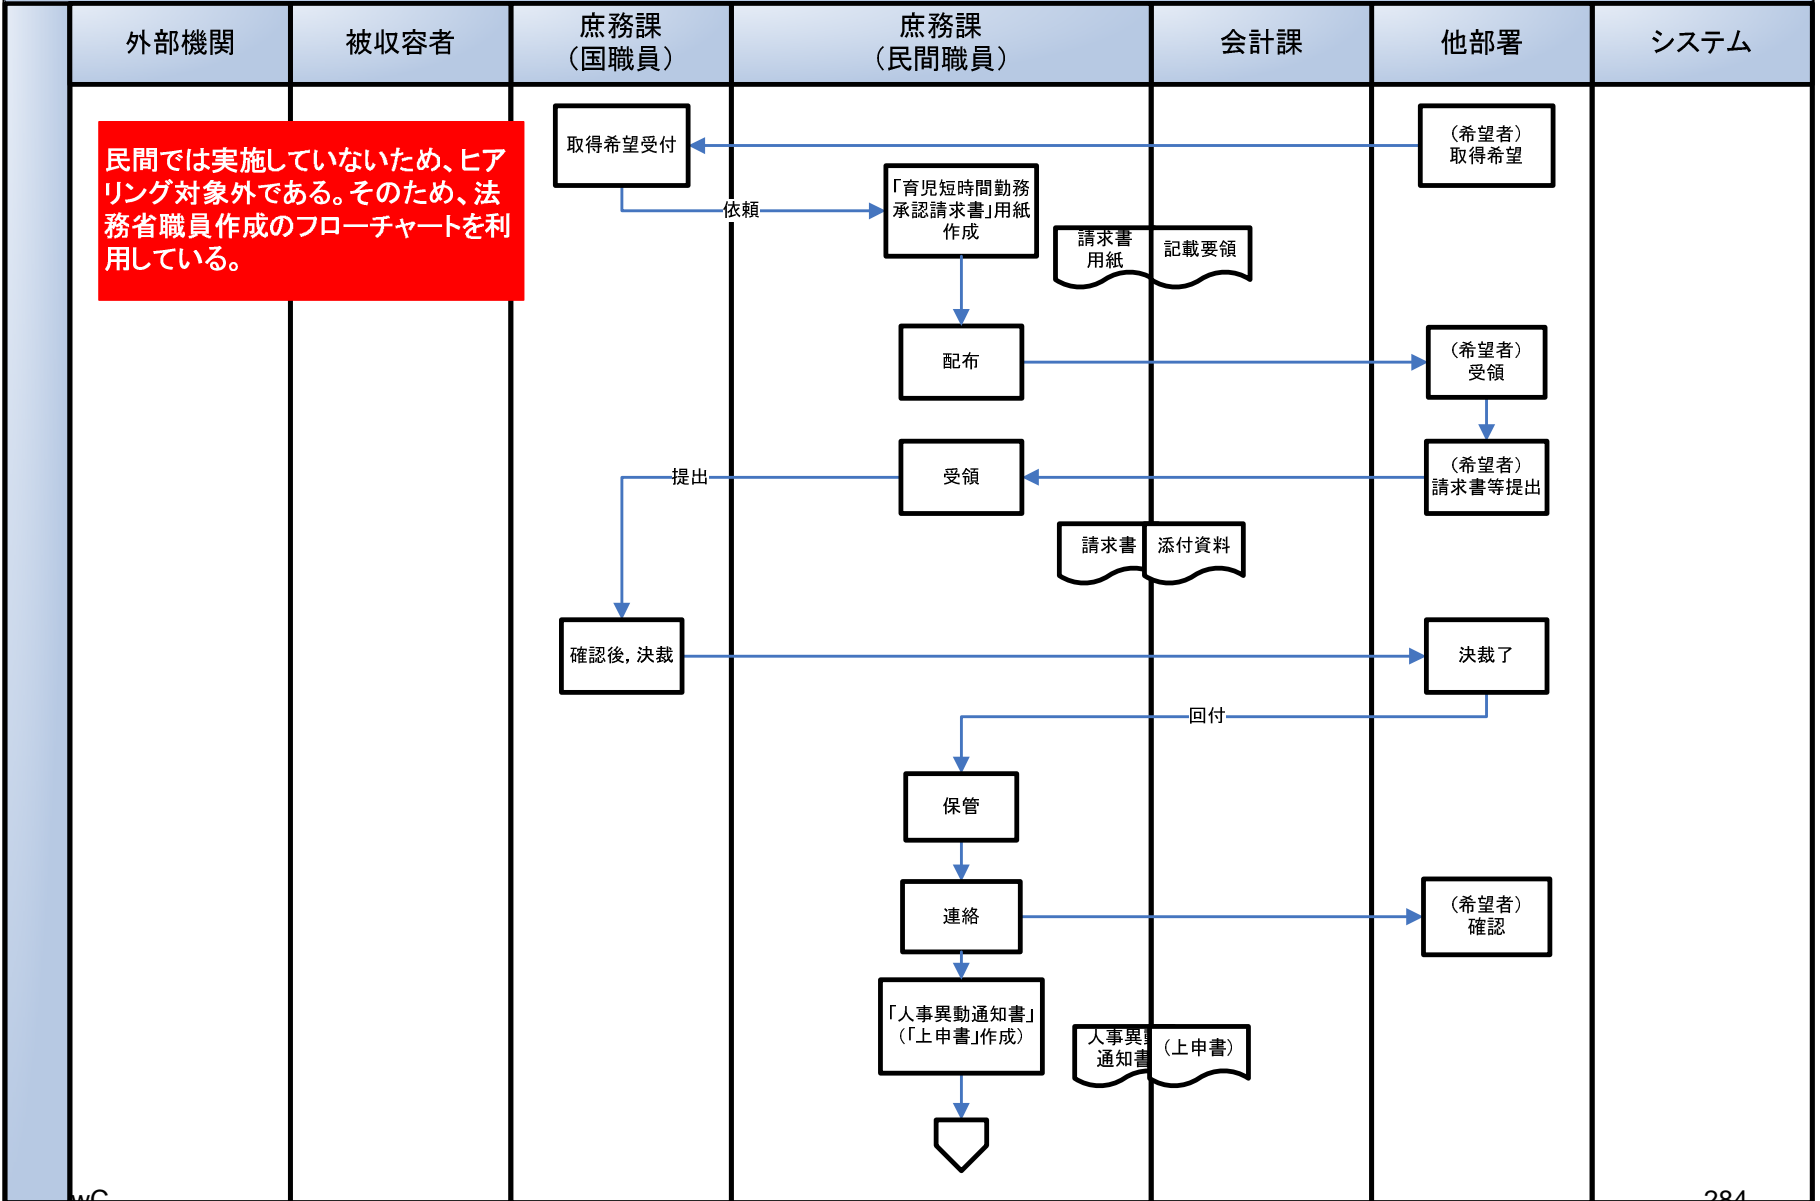 外部機関
被収容者
庶務課
（国職員）
庶務課
（民間職員）
会計課
他部署
システム
民間では実施していないため、ヒア
リング対象外である。そのため、法
務省職員作成のフローチャートを利
用している。
取得希望受付
（希望者）
取得希望
依頼
「育児短時間勤務
承認請求書」用紙
作成
請求書
用紙
記載要領
配布
（希望者）
受領
提出
受領
（希望者）
請求書等提出
請求書
添付資料
確認後，決裁
決裁了
回付
保管
連絡
（希望者）
確認
「人事異動通知書」
（「上申書」作成）
人事異動
通知書
（上申書）
wC
284